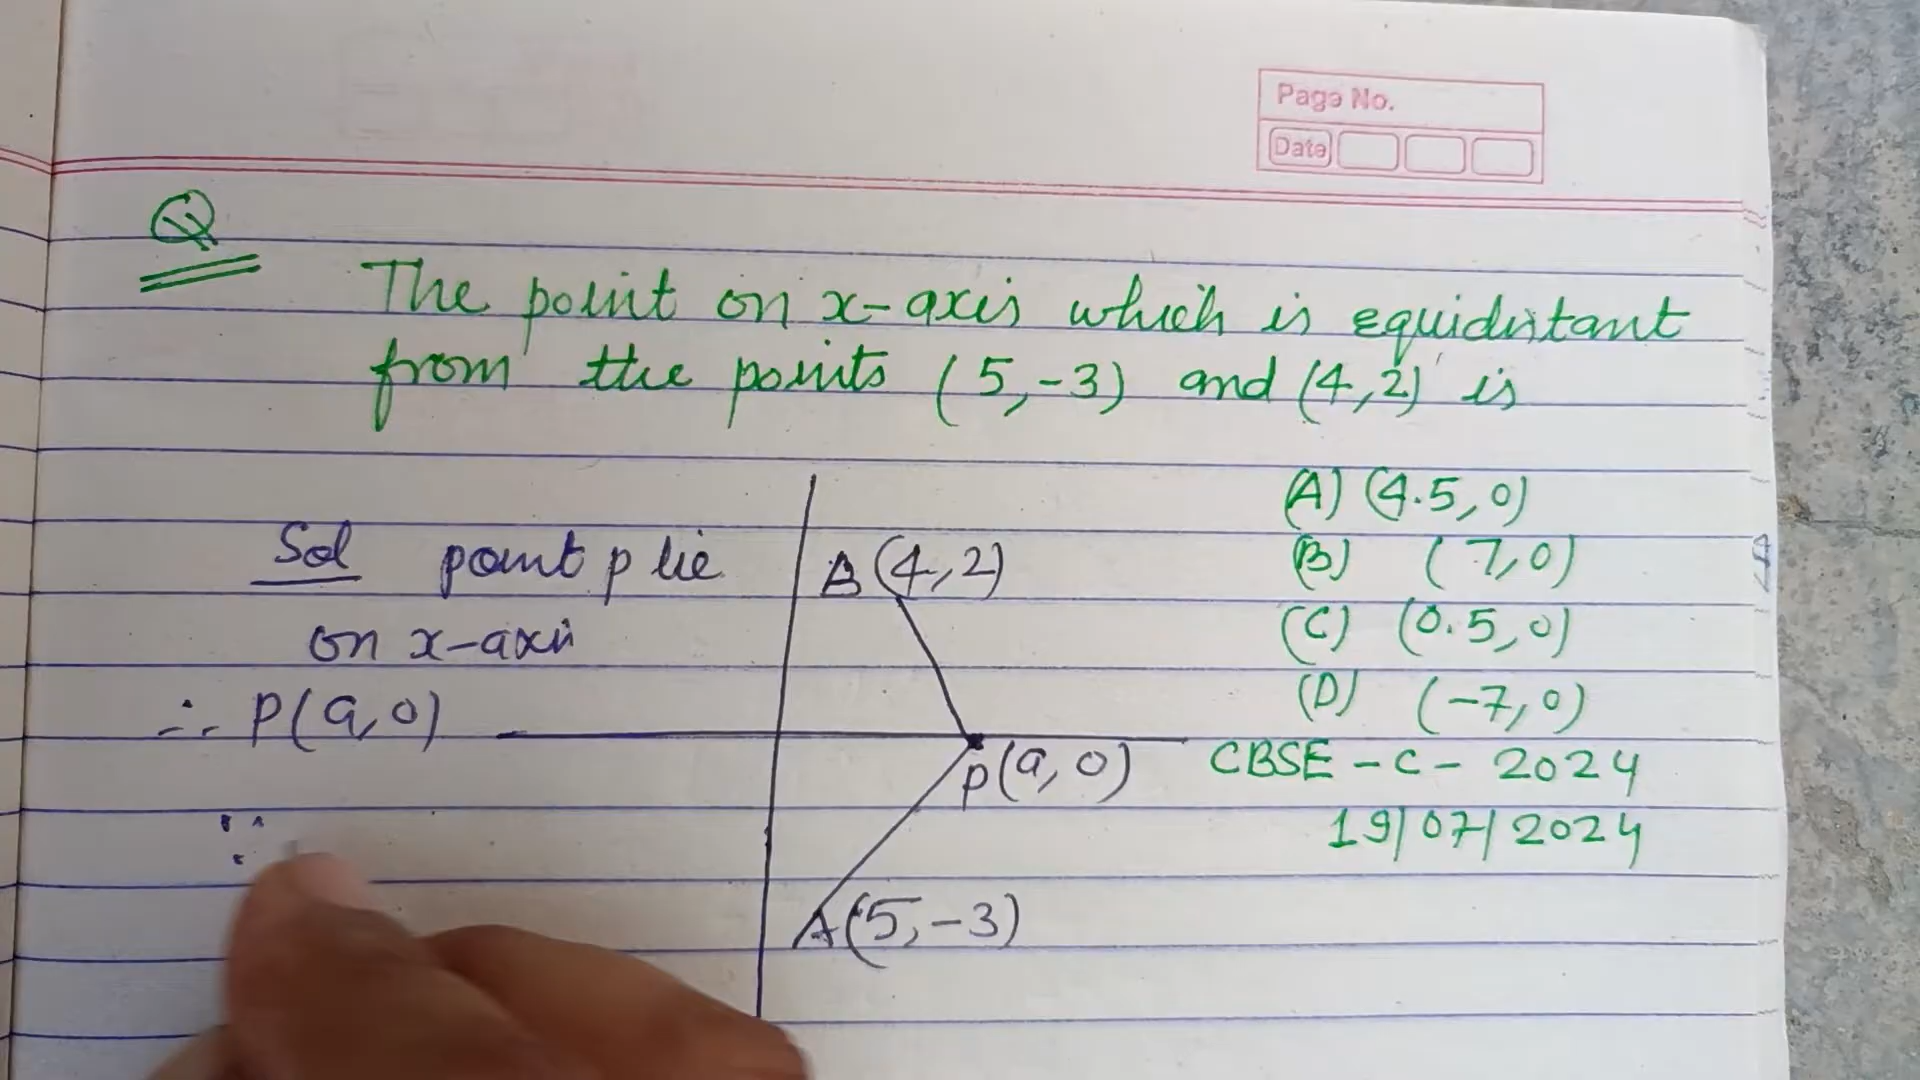 Page No.
Date
Q
The point on x-axis which is equidistant
from the points (5,-3) and (4,2) is
(A) (4.5,0)
(B) (7,0)
(C) (0.5,0)
(D) (-7,0)
CBSE - C - 2024
19/07/2024
Sol point p lie
on x-axis
∴ P(a,0)
B(4,2)
P(a,0)
A(5,-3)